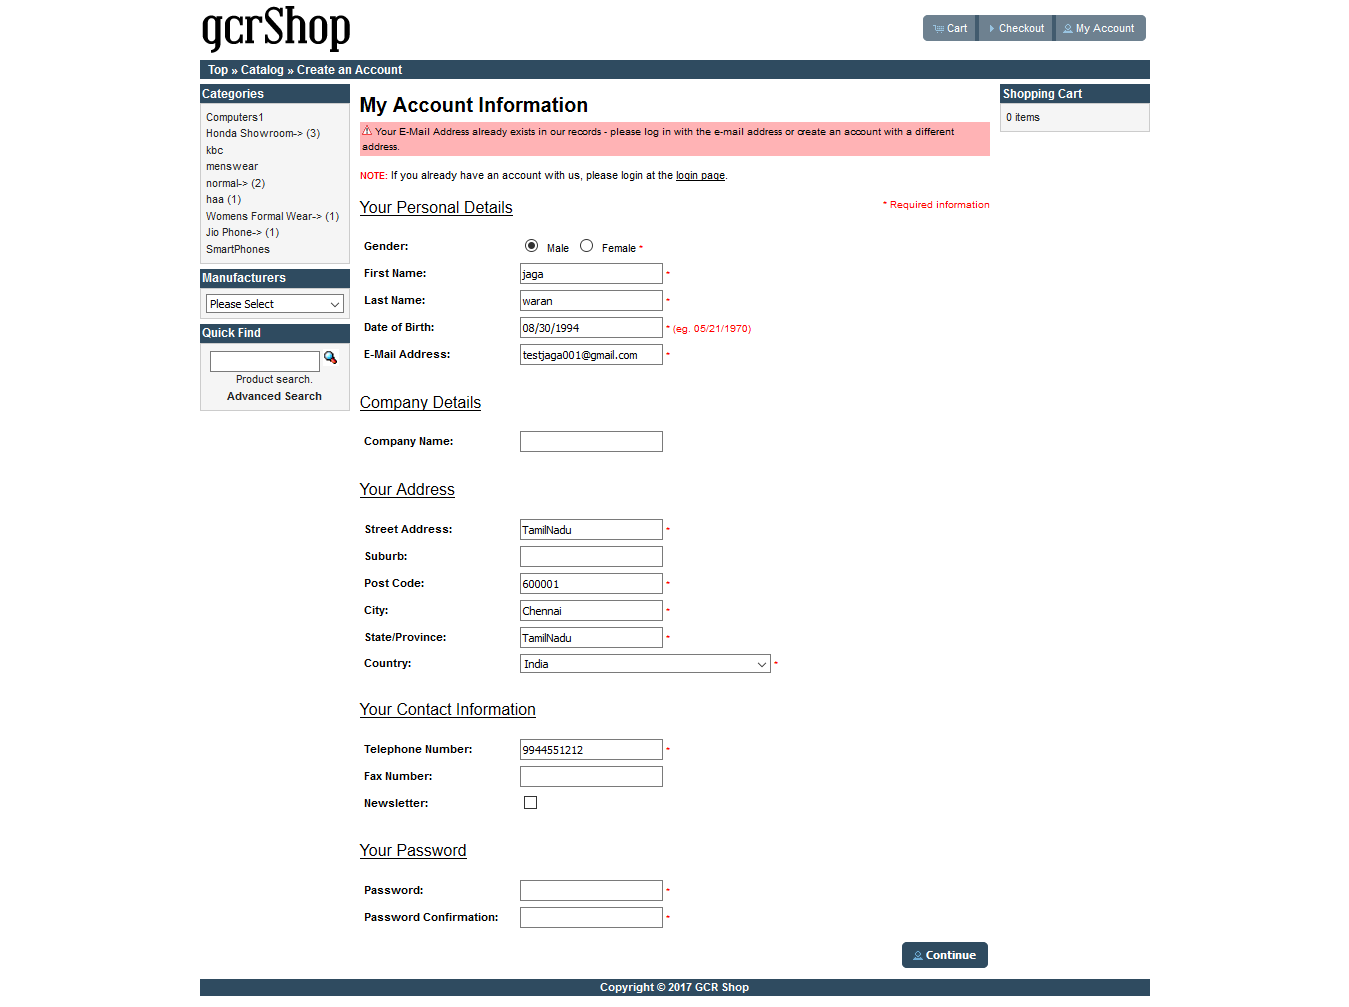 gcrShop
Cart
Checkout
My Account
Top » Catalog » Create an Account
Categories
Computers1
Honda Showroom-> (3)
kbc
menswear
normal-> (2)
haa (1)
Womens Formal Wear-> (1)
Jio Phone-> (1)
SmartPhones
Manufacturers
Please Select
Quick Find
Product search.
Advanced Search
My Account Information
Your E-Mail Address already exists in our records - please log in with the e-mail address or create an account with a different
address.
NOTE: If you already have an account with us, please login at the login page.
Your Personal Details
* Required information
Gender: Male Female *
First Name: jaga *
Last Name: waran *
Date of Birth: 08/30/1994 * (eg. 05/21/1970)
E-Mail Address: testjaga001@gmail.com *
Company Details
Company Name:
Your Address
Street Address: TamilNadu *
Suburb:
Post Code: 600001 *
City: Chennai *
State/Province: TamilNadu *
Country: India *
Your Contact Information
Telephone Number: 9944551212 *
Fax Number:
Newsletter:
Your Password
Password: *
Password Confirmation: *
Continue
Shopping Cart
0 items
Copyright © 2017 GCR Shop